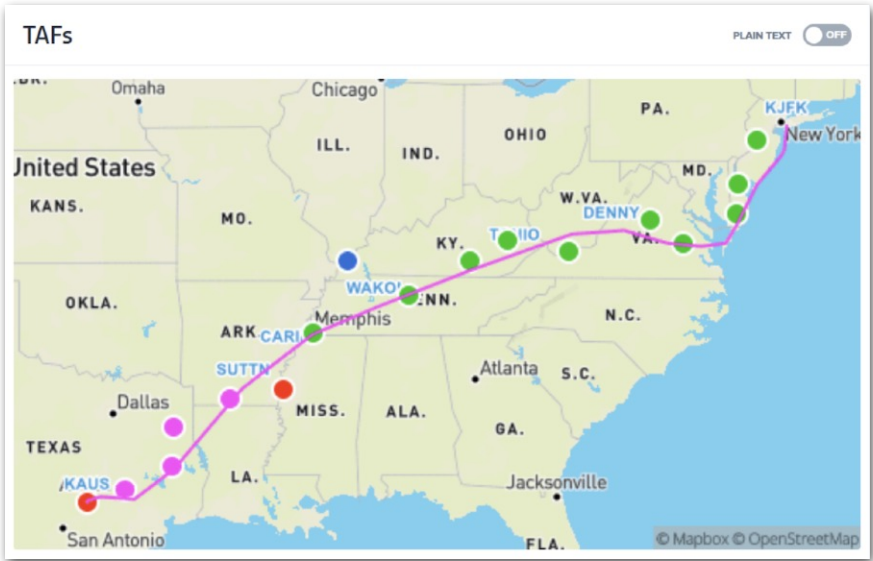 TAFs
PLAIN TEXT OFF
Omaha
Chicago
PA.
KJFK
New York
OHIO
ILL.
IND.
United States
MD.
KANS.
MO.
W.VA.
DENNY
KY.
VA.
WAKO
ENN.
OKLA.
ARK
CARI
Memphis
N.C.
SUTTN
Atlanta
S.C.
Dallas
MISS.
ALA.
GA.
TEXAS
LA.
KAUS
Jacksonville
San Antonio
FLA.
© Mapbox © OpenStreetMap